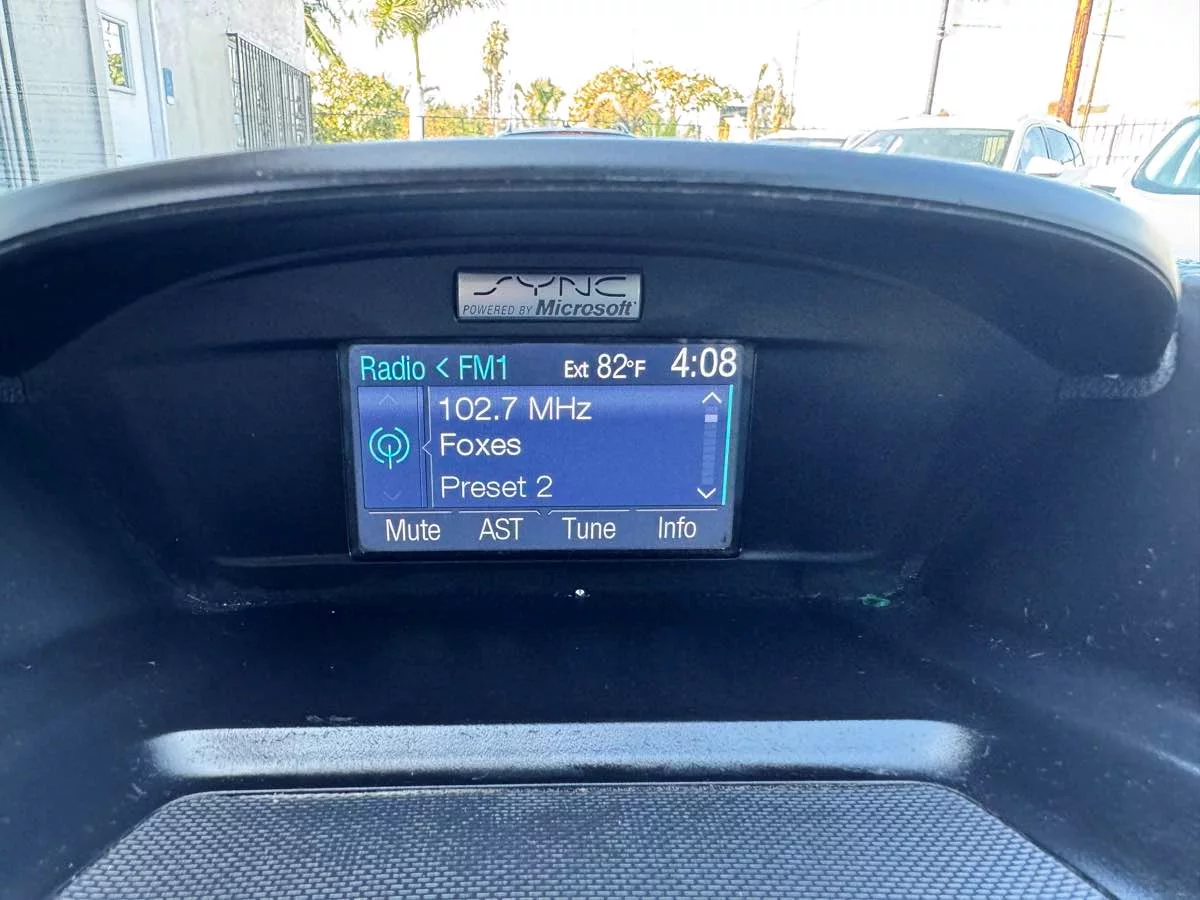 SYNC
POWERED BY Microsoft
Radio < FM1 Ext 82°F 4:08
102.7 MHz
Foxes
Preset 2
Mute AST Tune Info